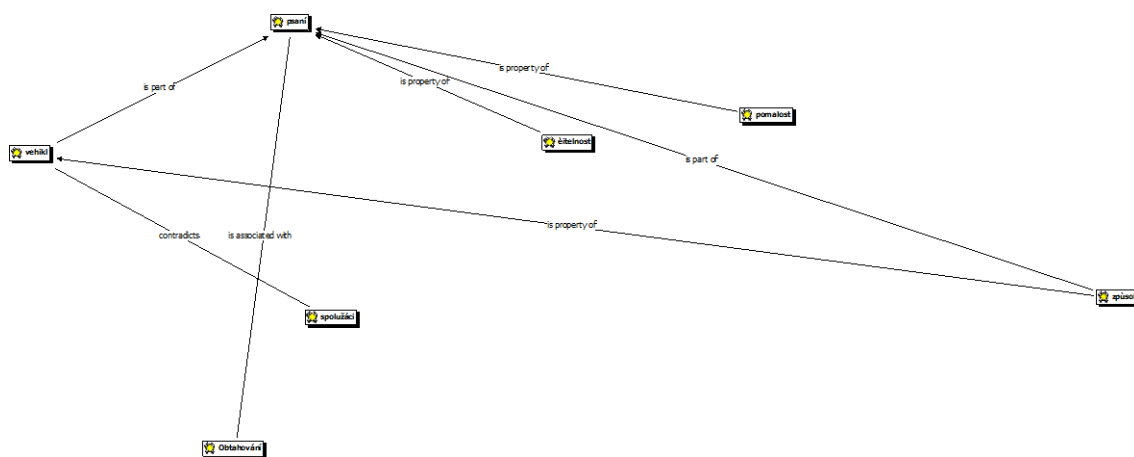 psaní
is property of
is part of
is property of
pomalost
čitelnost
vehikl
is part of
is property of
contradicts
is associated with
způsob
spolužáci
Obtahování